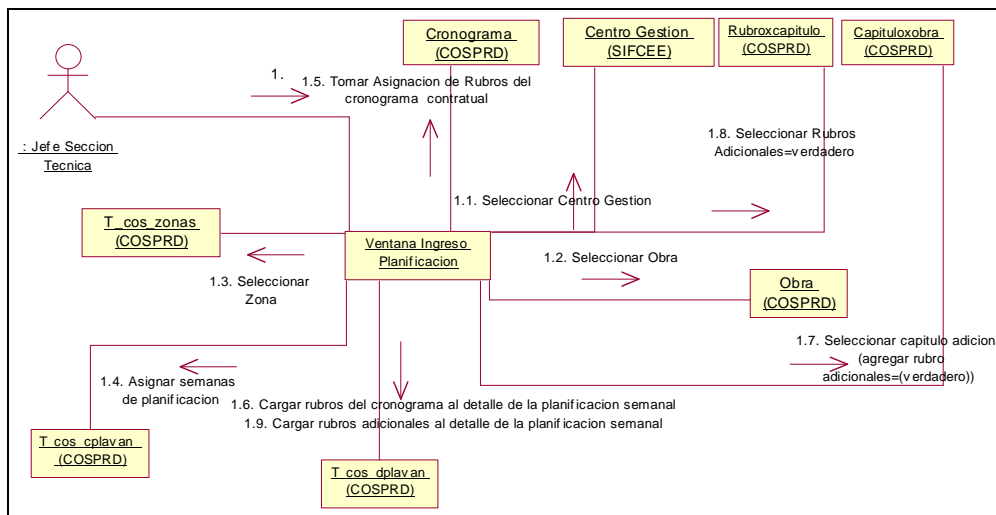 Cronograma
(COSPRD)
Centro Gestion
(SIFCEE)
Rubroxcapitulo
(COSPRD)
Capituloxobra
(COSPRD)
1.
1.5. Tomar Asignacion de Rubros del
cronograma contractual
: Jefe Seccion
Tecnica
1.8. Seleccionar Rubros
Adicionales=verdadero
1.1. Seleccionar Centro Gestion
T_cos_zonas
(COSPRD)
Ventana Ingreso
Planificacion
1.2. Seleccionar Obra
1.3. Seleccionar
Zona
Obra
(COSPRD)
1.7. Seleccionar capitulo adicion
(agregar rubro
adicionales=(verdadero))
1.4. Asignar semanas
de planificacion
1.6. Cargar rubros del cronograma al detalle de la planificacion semanal
1.9. Cargar rubros adicionales al detalle de la planificacion semanal
T_cos_cplavan
(COSPRD)
T_cos_dplavan
(COSPRD)